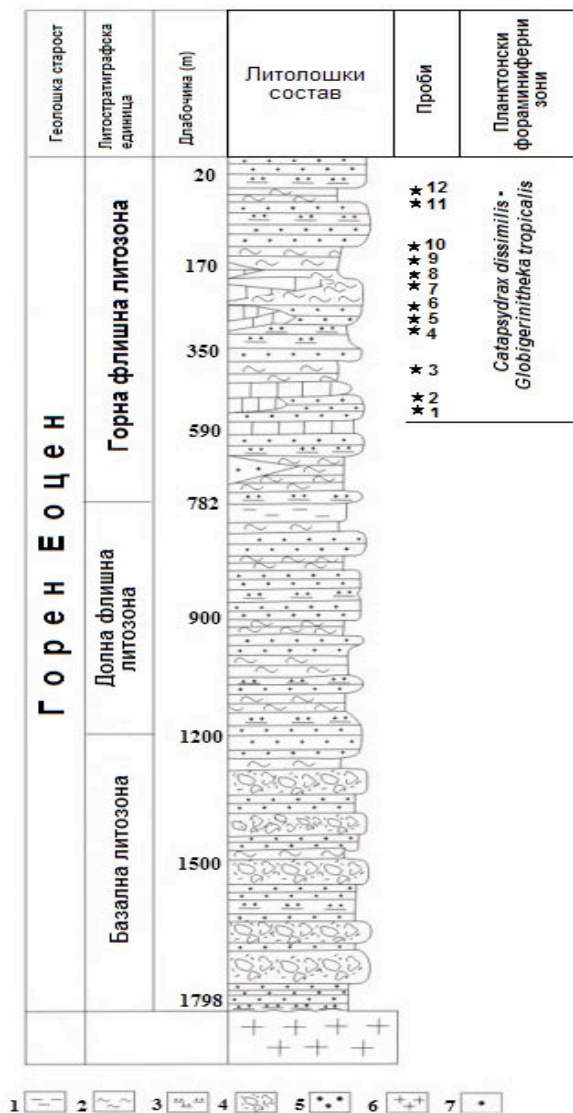 Геолошка старост
Литостратиграфска
единица
Длабочина (m)
Литолошки
состав
Проби
Планктонски
фораминиферни
зони
Горен Еоцен
Горна флишна литозона
Долна флишна
литозона
Базална литозона
20
170
350
590
782
900
1200
1500
1798
12
11
10
9
8
7
6
5
4
3
2
1
Catapsydrax dissimilis -
Globigerinitheka tropicalis
1 2 3 4 5 6 7